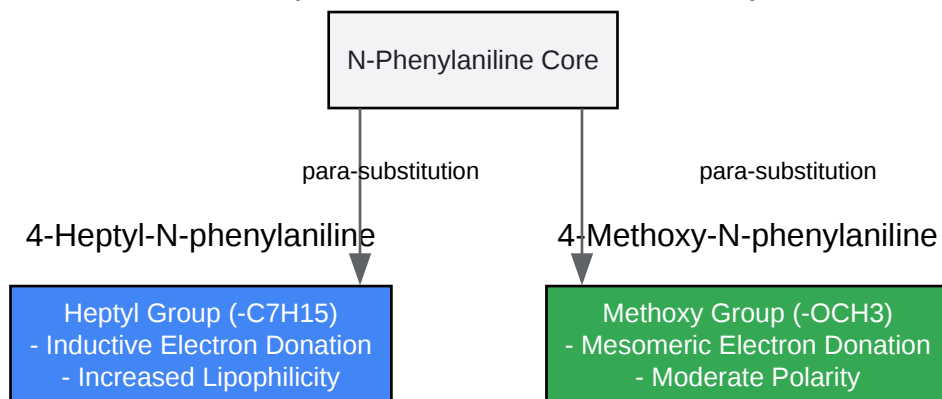 N-Phenylaniline Core
para-substitution
para-substitution
4-Heptyl-N-phenylaniline
4-Methoxy-N-phenylaniline
Heptyl Group (-C7H15)
- Inductive Electron Donation
- Increased Lipophilicity
Methoxy Group (-OCH3)
- Mesomeric Electron Donation
- Moderate Polarity